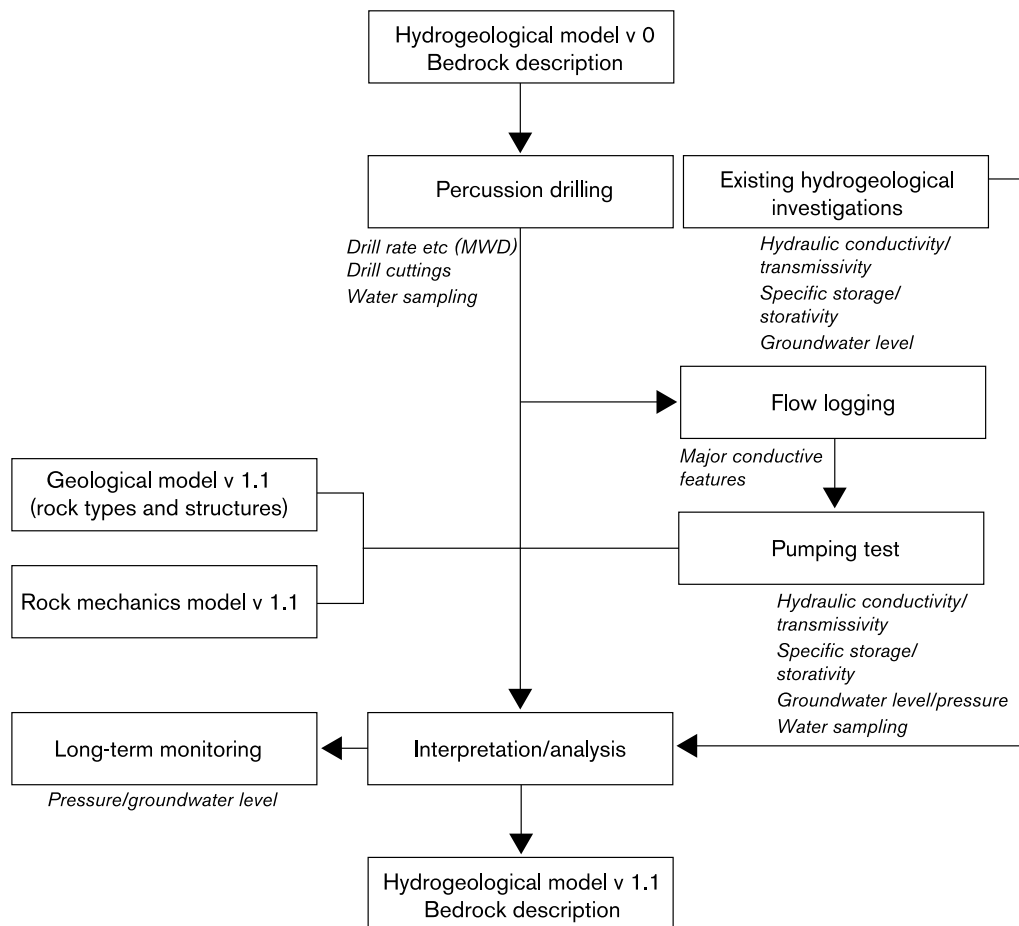 Hydrogeological model v 0
Bedrock description
Percussion drilling
Drill rate etc (MWD)
Drill cuttings
Water sampling
Existing hydrogeological
investigations
Hydraulic conductivity/
transmissivity
Specific storage/
storativity
Groundwater level
Flow logging
Major conductive
features
Geological model v 1.1
(rock types and structures)
Rock mechanics model v 1.1
Pumping test
Hydraulic conductivity/
transmissivity
Specific storage/
storativity
Groundwater level/pressure
Water sampling
Long-term monitoring
Pressure/groundwater level
Interpretation/analysis
Hydrogeological model v 1.1
Bedrock description